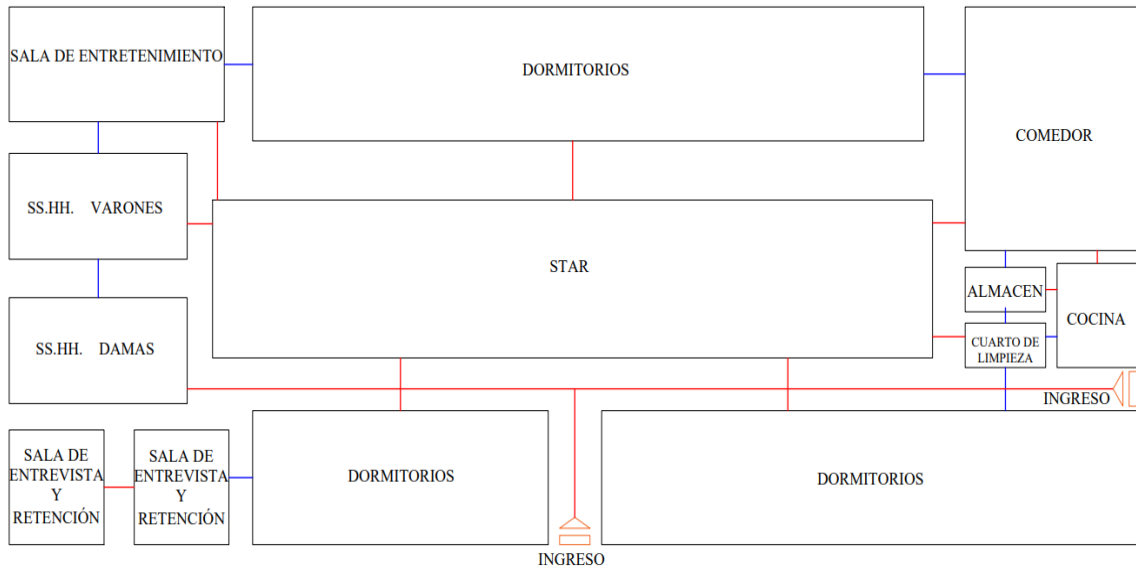 SALA DE ENTRETENIMIENTO
DORMITORIOS
COMEDOR
SS.HH. VARONES
STAR
ALMACEN
COCINA
SS.HH. DAMAS
CUARTO DE
LIMPIEZA
INGRESO
SALA DE
ENTREVISTA
Y
RETENCIÓN
SALA DE
ENTREVISTA
Y
RETENCIÓN
DORMITORIOS
DORMITORIOS
INGRESO